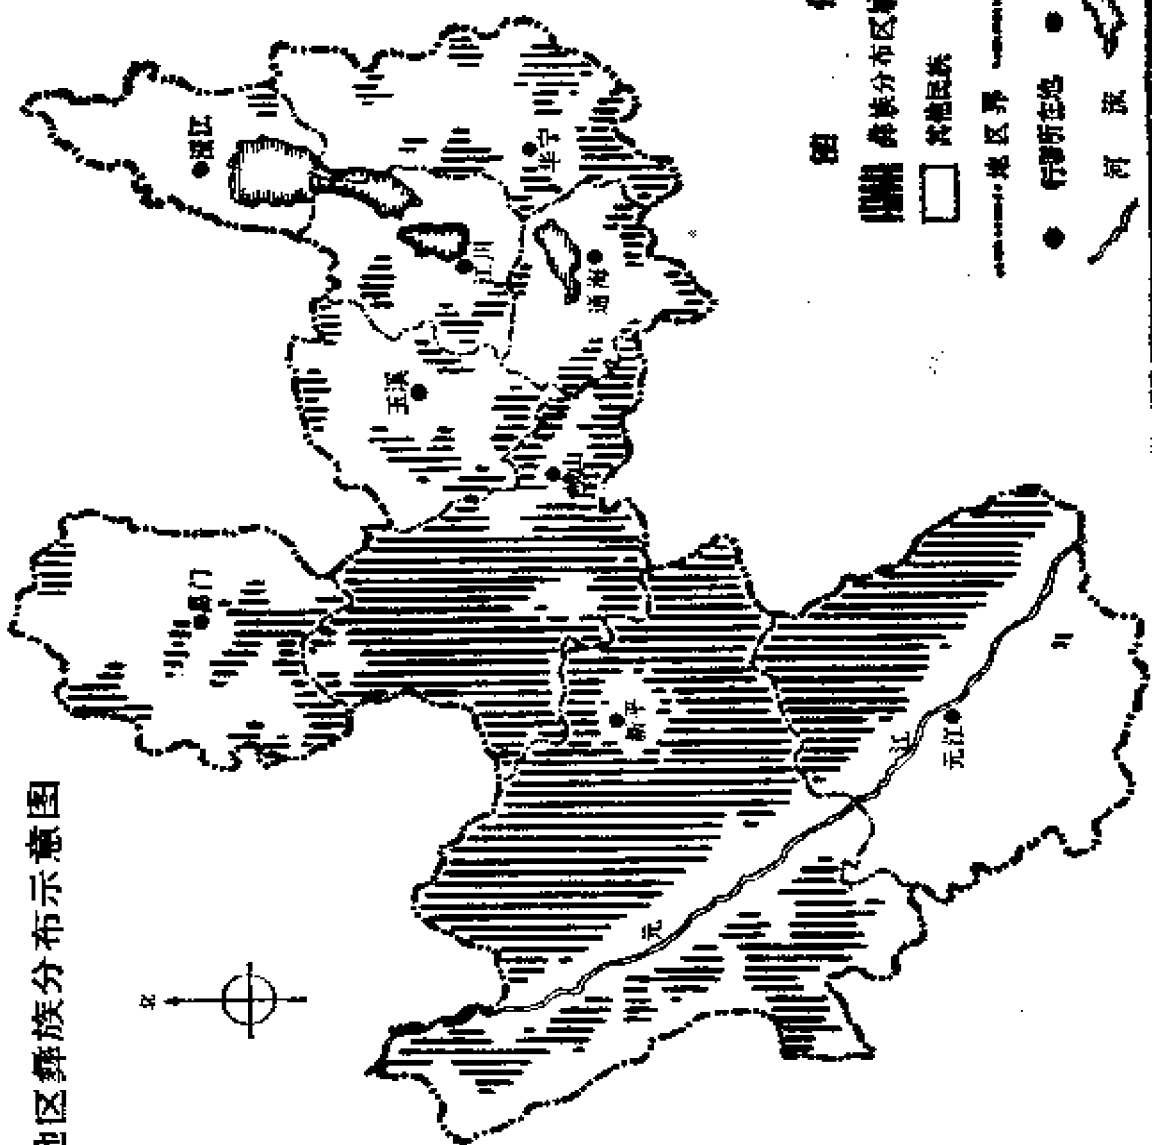 地区彝族分布示意图
北
澄江
华宁
江川
通海
玉溪
易门
新平
元江
元江
图
彝族分布区域
其他民族
地区界
行署所在地
河流